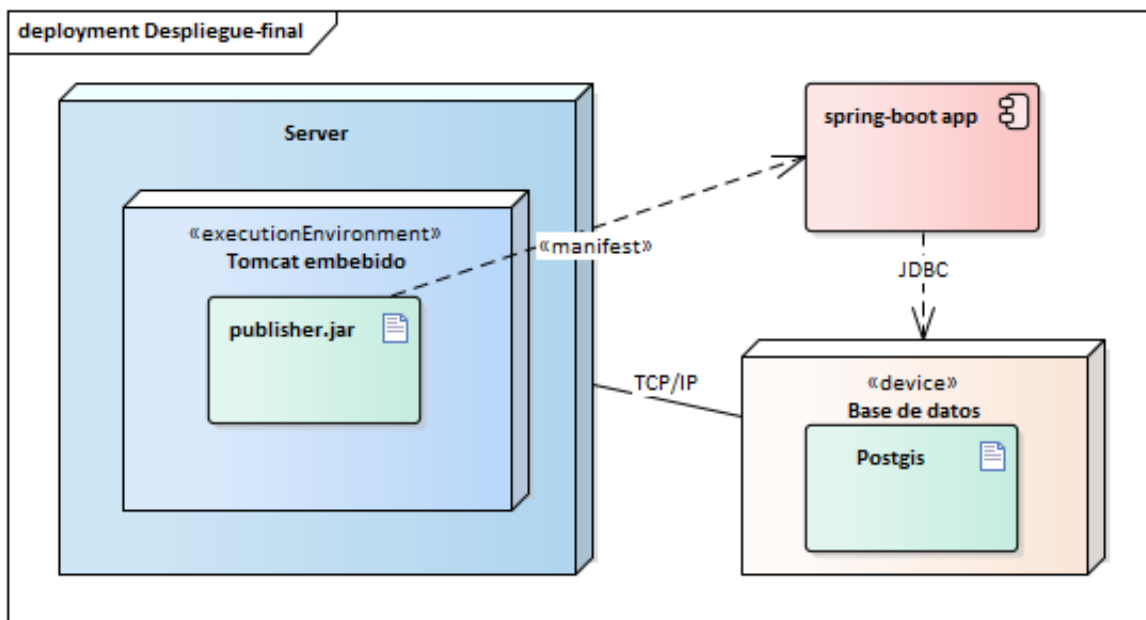 deployment Despliegue-final
Server
«executionEnvironment»
Tomcat embebido
publisher.jar
«manifest»
spring-boot app
JDBC
TCP/IP
«device»
Base de datos
Postgis